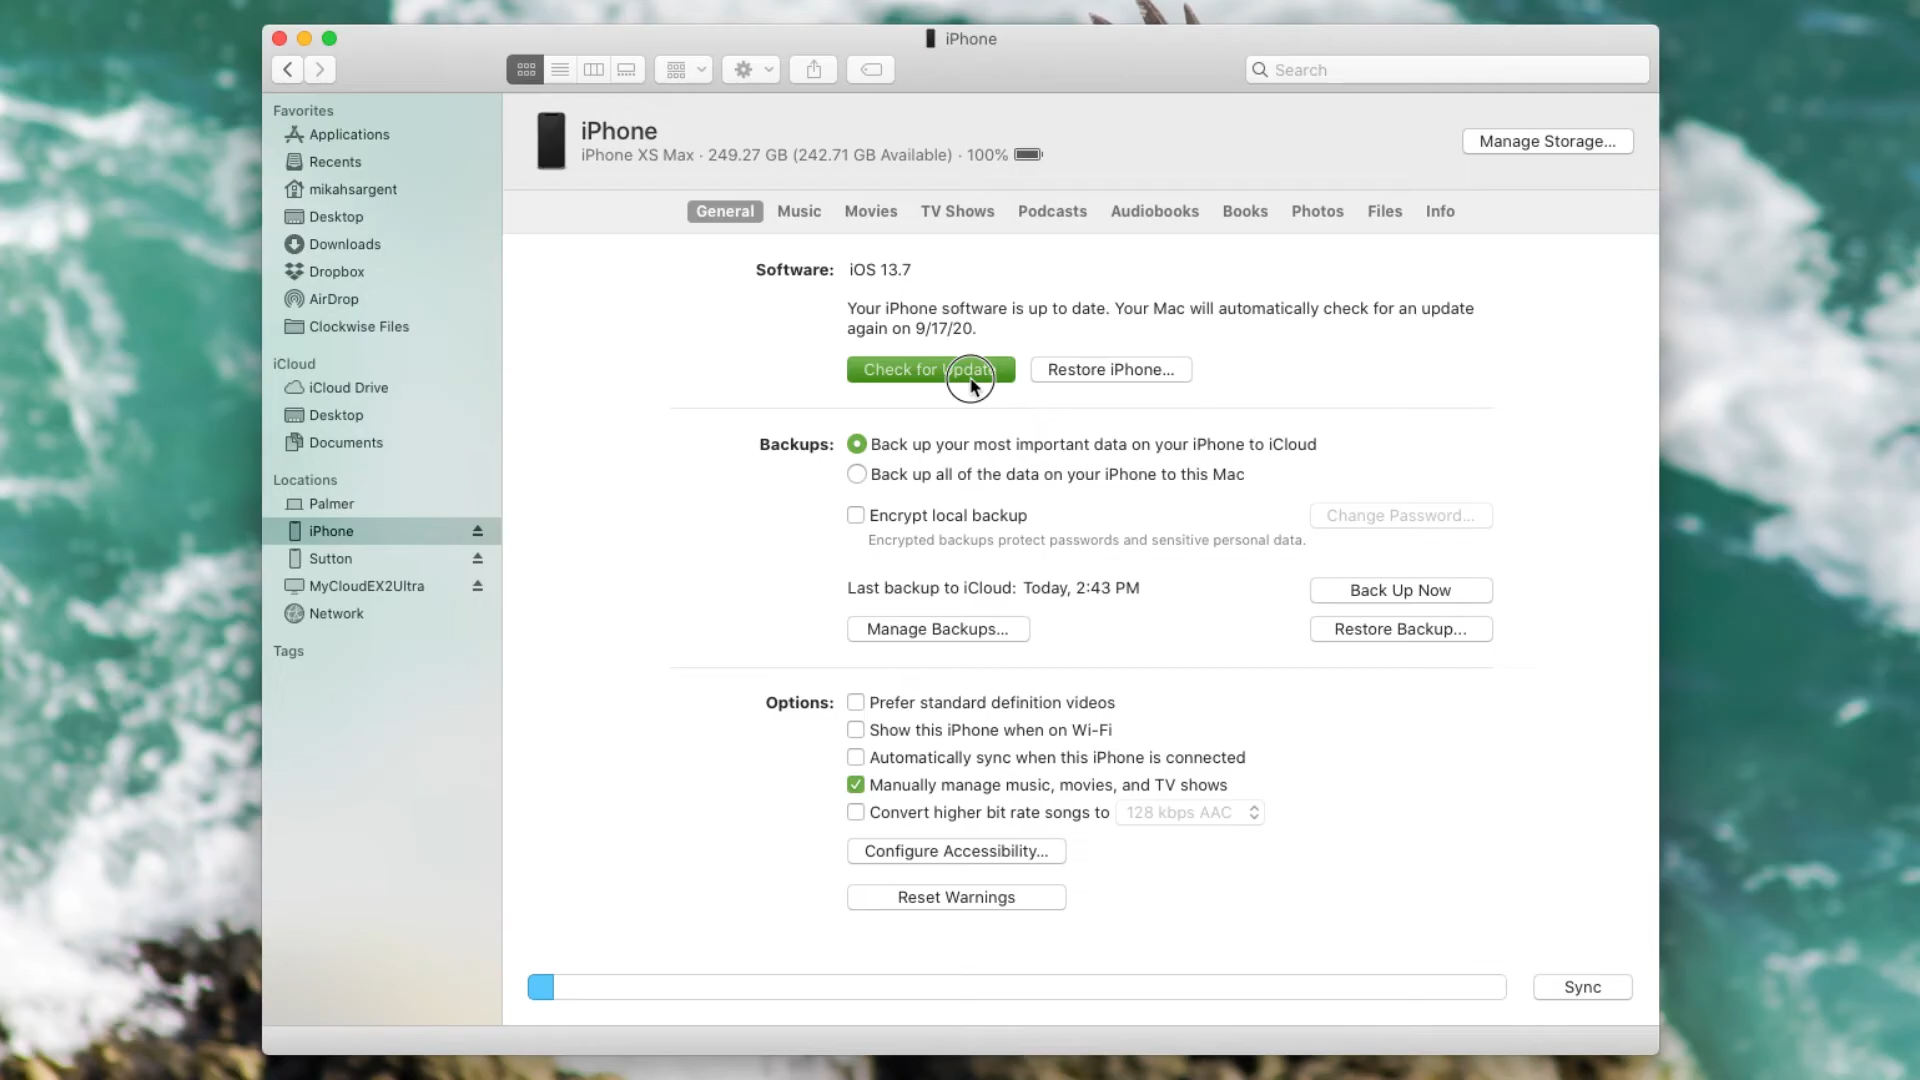 iPhone
Search
Favorites
Applications
Recents
mikahsargent
Desktop
Downloads
Dropbox
AirDrop
Clockwise Files
iCloud
iCloud Drive
Desktop
Documents
Locations
Palmer
iPhone
Sutton
MyCloudEX2Ultra
Network
Tags
iPhone
iPhone XS Max · 249.27 GB (242.71 GB Available) · 100%
Manage Storage...
General Music Movies TV Shows Podcasts Audiobooks Books Photos Files Info
Software: iOS 13.7
Your iPhone software is up to date. Your Mac will automatically check for an update
again on 9/17/20.
Check for Update Restore iPhone...
Backups: Back up your most important data on your iPhone to iCloud
Back up all of the data on your iPhone to this Mac
Encrypt local backup Change Password...
Encrypted backups protect passwords and sensitive personal data.
Last backup to iCloud: Today, 2:43 PM Back Up Now
Manage Backups... Restore Backup...
Options: Prefer standard definition videos
Show this iPhone when on Wi-Fi
Automatically sync when this iPhone is connected
Manually manage music, movies, and TV shows
Convert higher bit rate songs to 128 kbps AAC
Configure Accessibility...
Reset Warnings
Sync